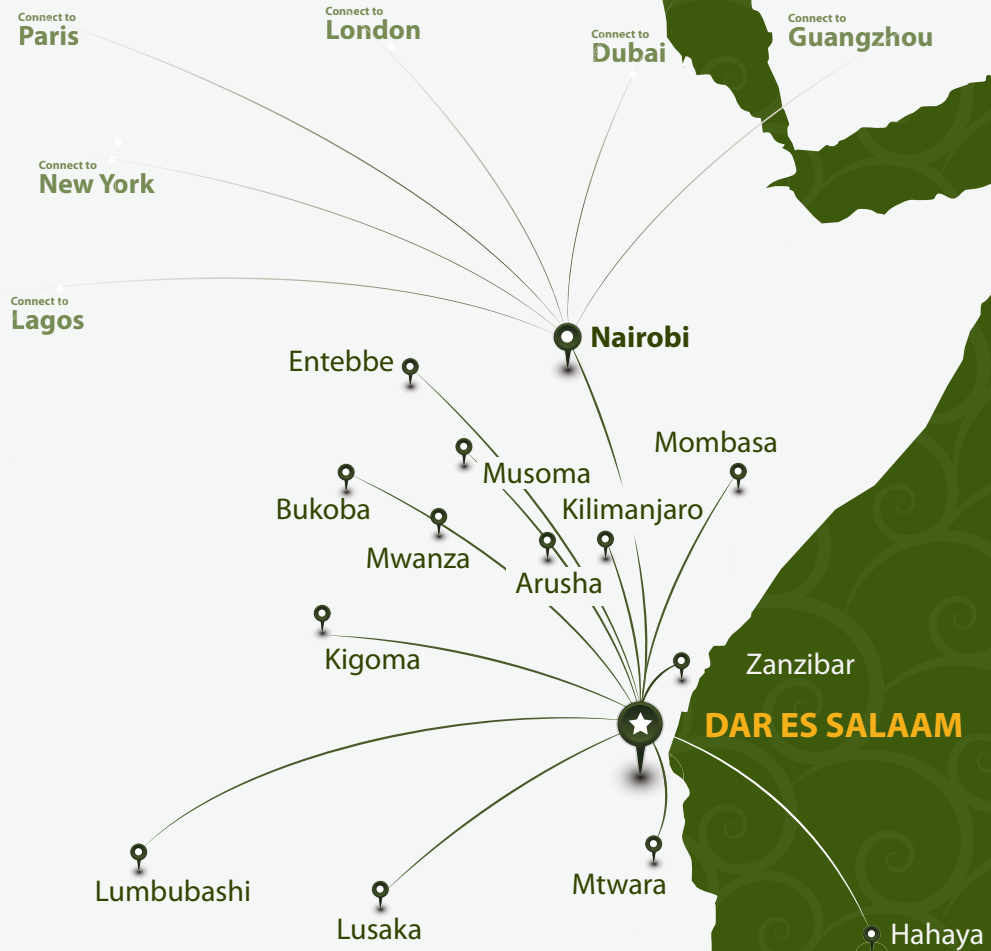 Connect to
Paris
Connect to
London
Connect to
Dubai
Connect to
Guangzhou
Connect to
New York
Connect to
Lagos
Nairobi
Entebbe
Mombasa
Musoma
Bukoba
Kilimanjaro
Mwanza
Arusha
Kigoma
Zanzibar
DAR ES SALAAM
Lumbubashi
Mtwara
Lusaka
Hahaya